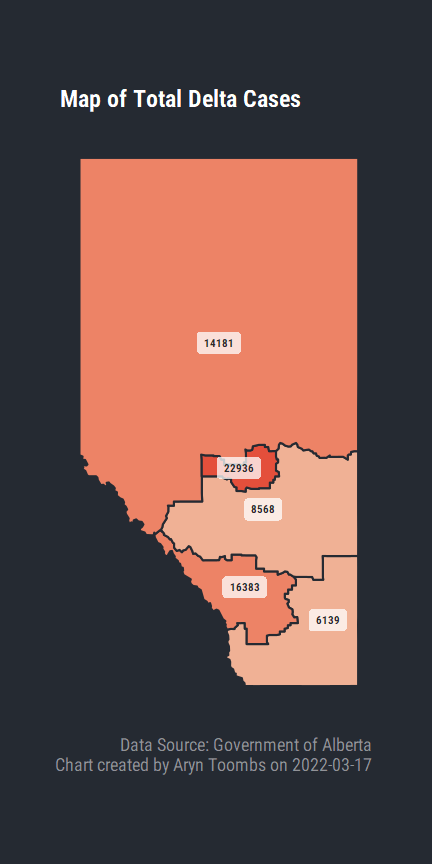 Map of Total Delta Cases
14181
22936
8568
16383
6139
Data Source: Government of Alberta
Chart created by Aryn Toombs on 2022-03-17